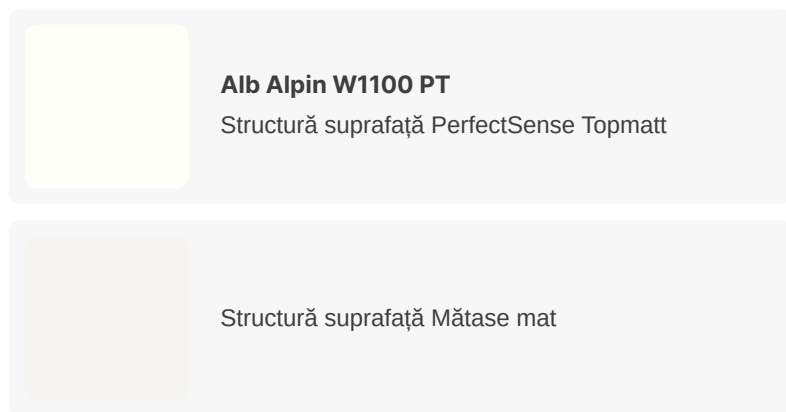 Alb Alpin W1100 PT
Structură suprafață PerfectSense Topmatt
Structură suprafață Mătase mat